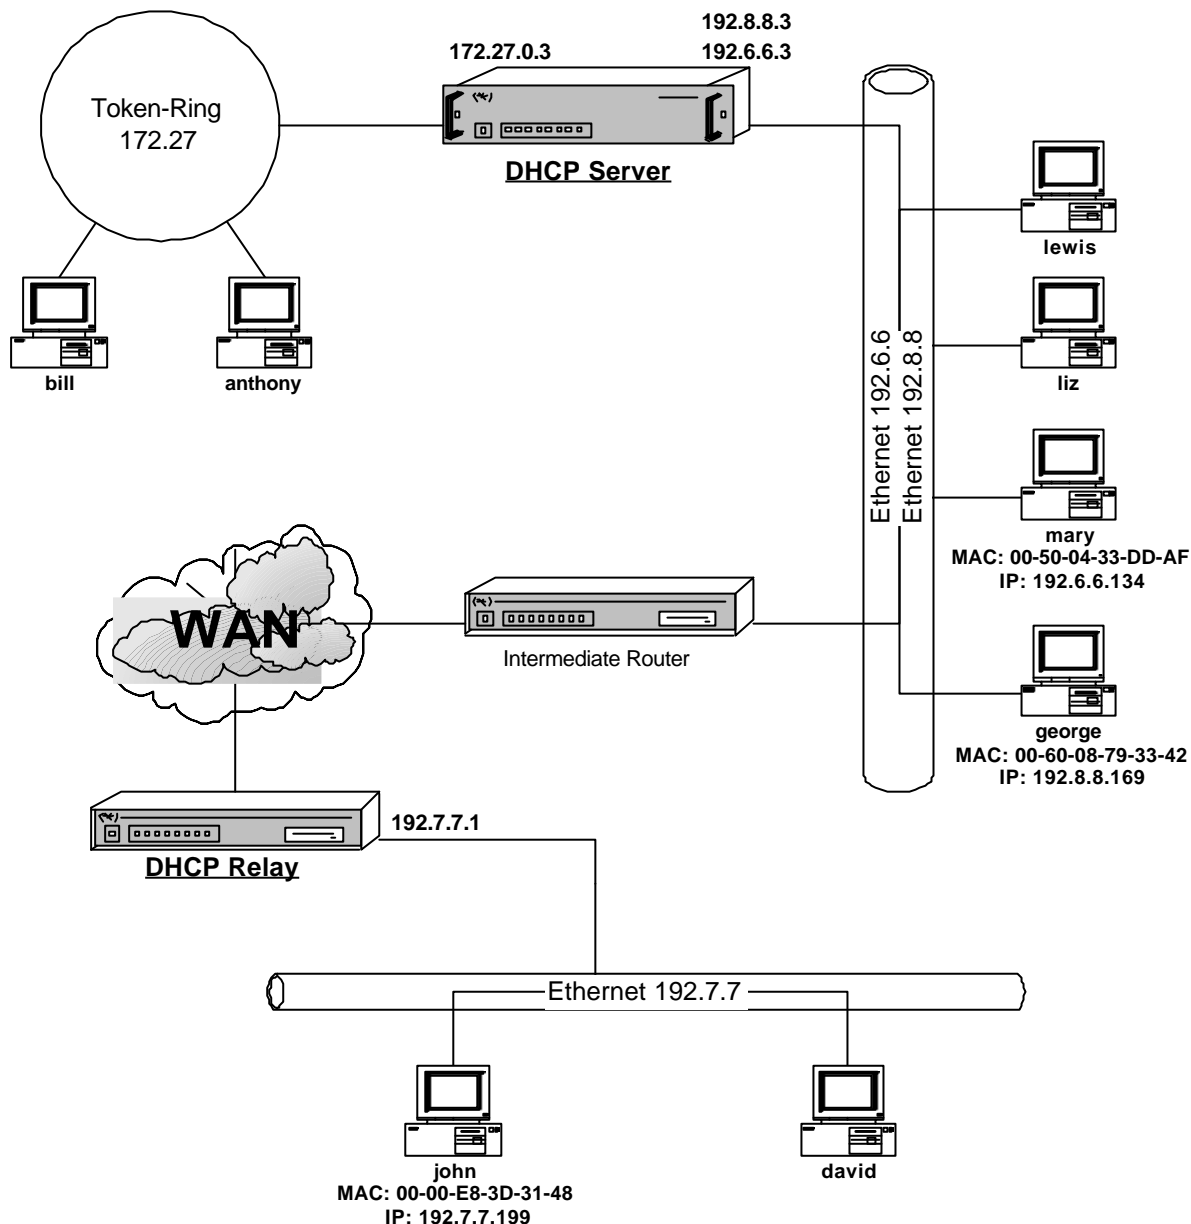 192.8.8.3
172.27.0.3
192.6.6.3
Token-Ring
172.27
DHCP Server
lewis
bill
anthony
liz
Ethernet 192.6.6
Ethernet 192.8.8
mary
MAC: 00-50-04-33-DD-AF
IP: 192.6.6.134
WAN
Intermediate Router
george
MAC: 00-60-08-79-33-42
IP: 192.8.8.169
192.7.7.1
DHCP Relay
Ethernet 192.7.7
john
MAC: 00-00-E8-3D-31-48
IP: 192.7.7.199
david